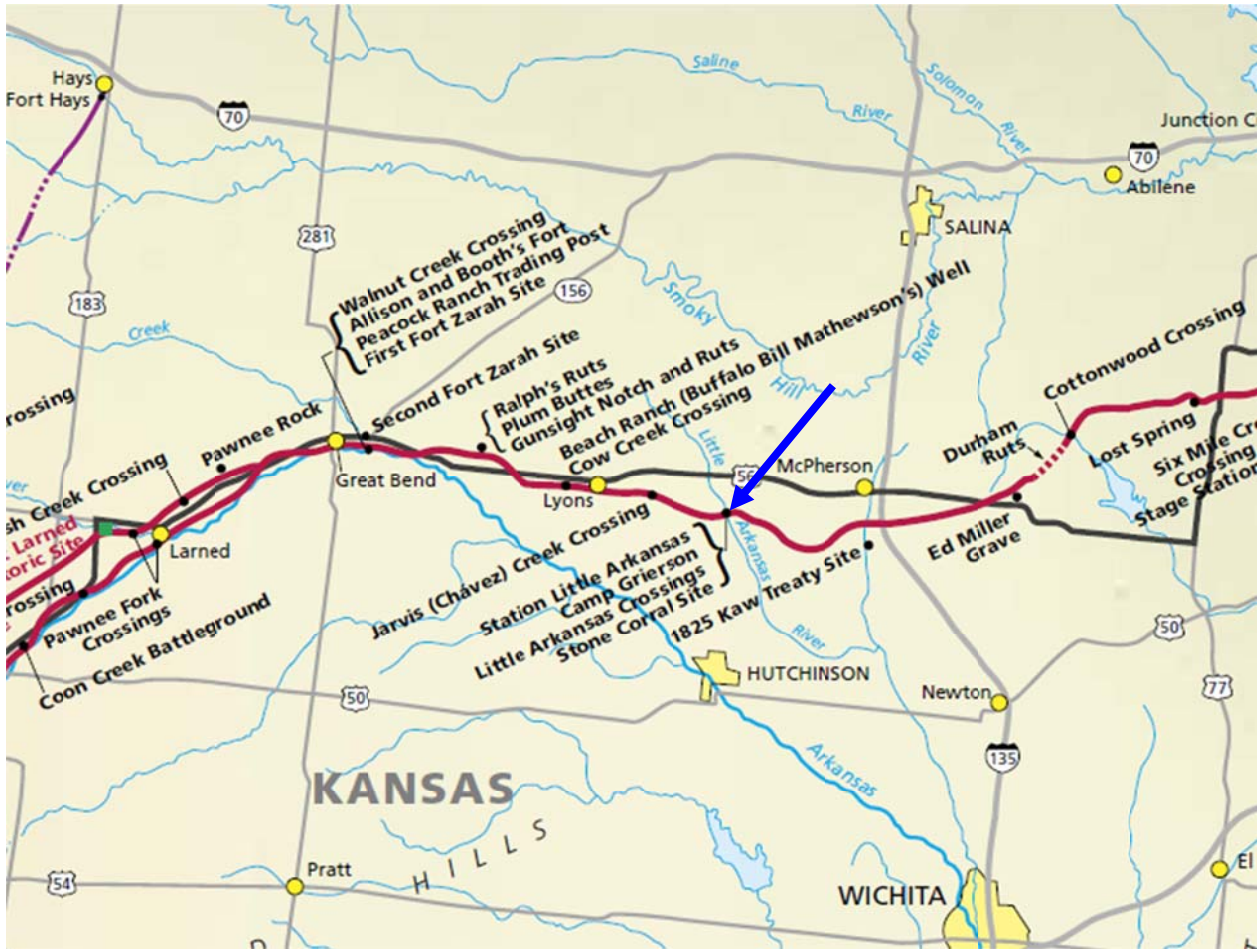 Hays
Fort Hays
70
Saline
River
Solomon
River
Junction C
70
Abilene
SALINA
281
183
156
Walnut Creek Crossing
Allison and Booth's Fort
Peacock Ranch Trading Post
First Fort Zarah Site
Second Fort Zarah Site
Creek
Smoky
Hill
River
Ralph's Ruts
Plum Buttes
Gunsight Notch and Ruts
Beach Ranch (Buffalo Bill Mathewson's) Well
Cow Creek Crossing
Cottonwood Crossing
Durham
Ruts
Lost Spring
Six Mile Cr
Crossing
Stage Station
rossing
Pawnee Rock
sh Creek Crossing
Great Bend
Lyons
Little
56
McPherson
Ed Miller
Grave
ver
Larned
Larned
toric Site
rossing
Pawnee Fork
Crossings
Coon Creek Battleground
Jarvis (Chávez) Creek Crossing
Station Little Arkansas
Camp Grierson
Little Arkansas Crossings
Stone Corral Site
Arkansas
River
1825 Kaw Treaty Site
HUTCHINSON
Newton
50
50
77
135
Arkansas
KANSAS
HILLS
Pratt
54
WICHITA
El